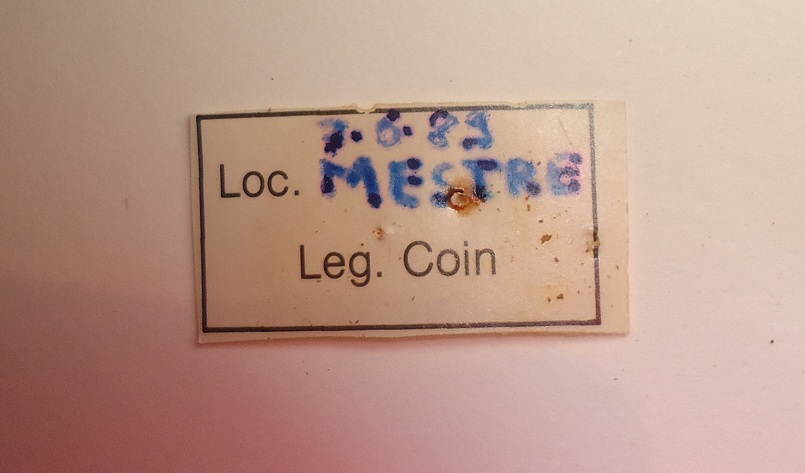 7.6.83
Loc. MESTRE
Leg. Coin